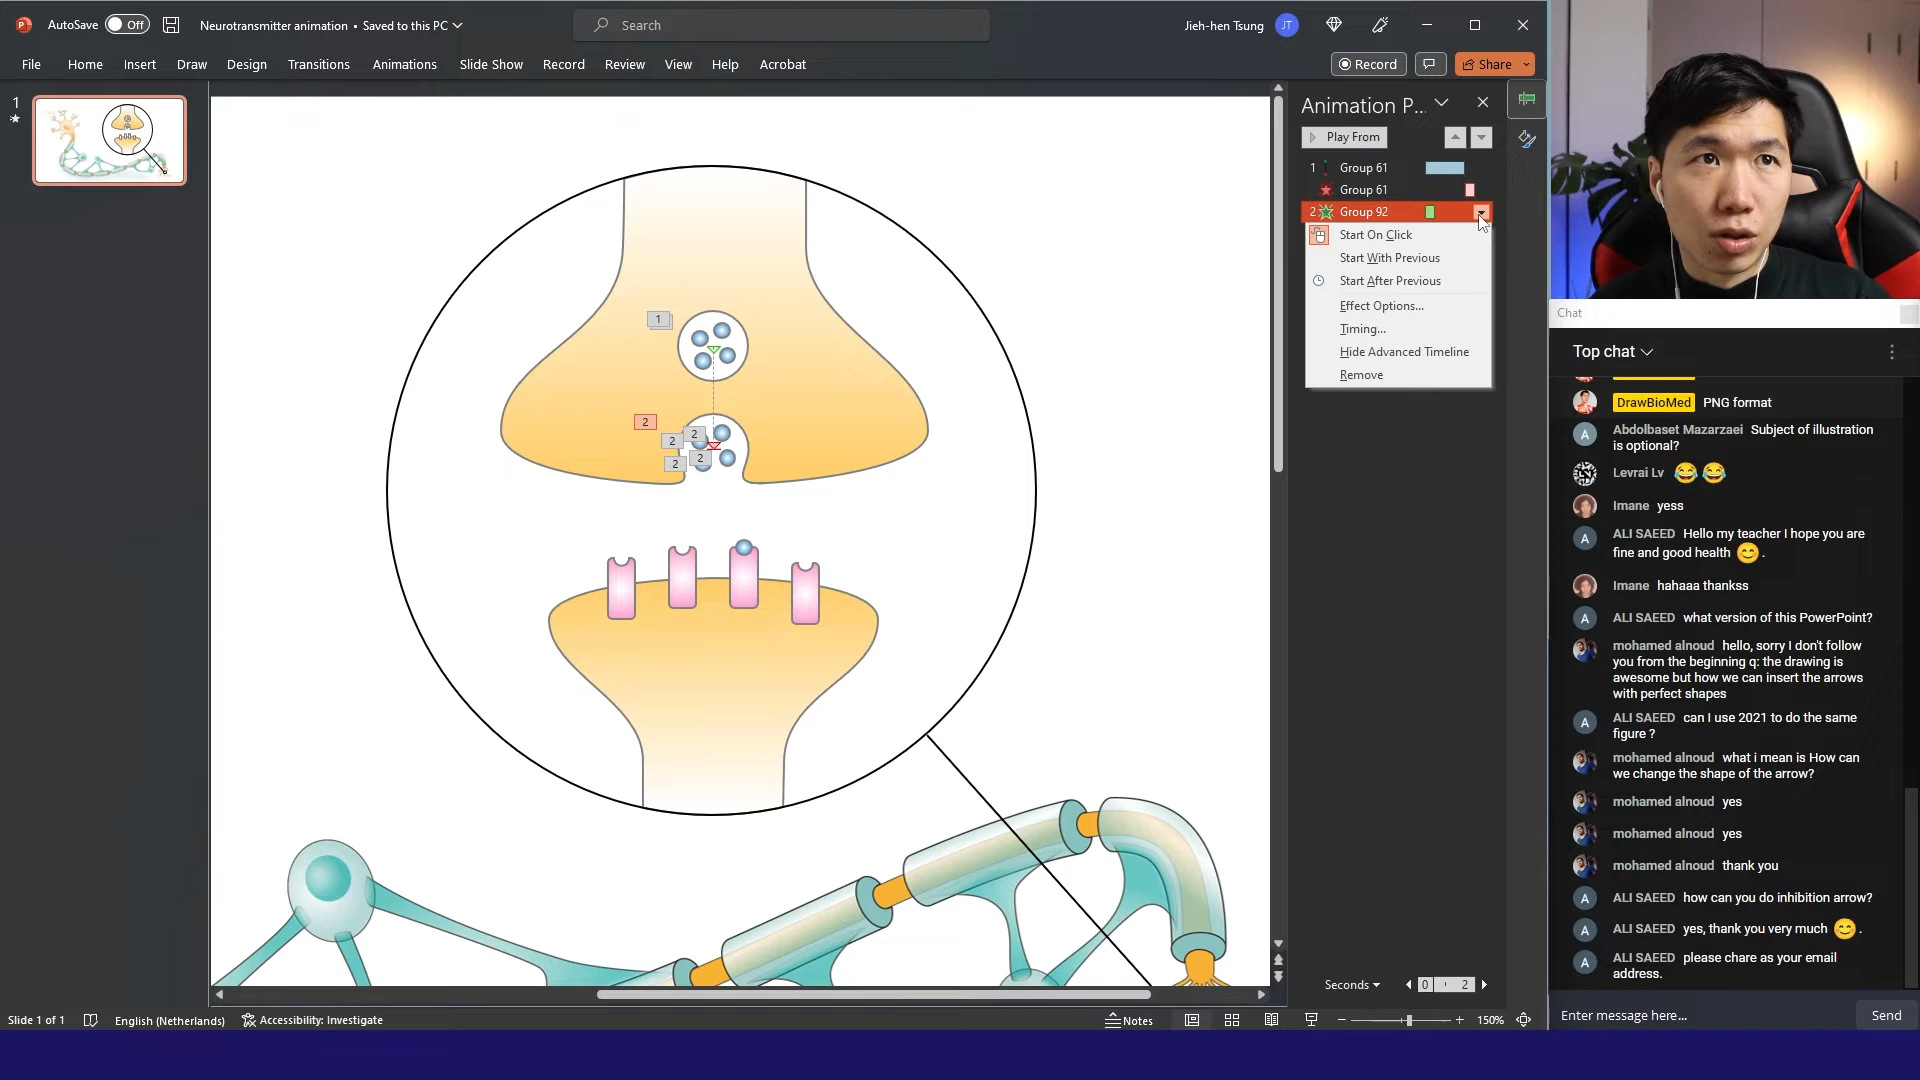 AutoSave Off Neurotransmitter animation • Saved to this PC Search Jieh-hen Tsung JT
File Home Insert Draw Design Transitions Animations Slide Show Record Review View Help Acrobat Record Share
1
Animation P...
Play From
1 Group 61
Group 61
2 Group 92
Start On Click
Start With Previous
Start After Previous
Effect Options...
Timing...
Hide Advanced Timeline
Remove
1
2
2 2
2 2
Seconds 0 2
Slide 1 of 1 English (Netherlands) Accessibility: Investigate Notes 150%
Chat
Top chat
DrawBioMed PNG format
A Abdolbaset Mazarzaei Subject of illustration
is optional?
Levrai Lv 😂😂
Imane yess
A ALI SAEED Hello my teacher I hope you are
fine and good health 😊 .
Imane hahaaa thankss
A ALI SAEED what version of this PowerPoint?
mohamed alnoud hello, sorry I don't follow
you from the beginning q: the drawing is
awesome but how we can insert the arrows
with perfect shapes
A ALI SAEED can I use 2021 to do the same
figure ?
mohamed alnoud what i mean is How can
we change the shape of the arrow?
mohamed alnoud yes
mohamed alnoud yes
mohamed alnoud thank you
A ALI SAEED how can you do inhibition arrow?
A ALI SAEED yes, thank you very much 😊 .
A ALI SAEED please chare as your email
address.
Enter message here... Send